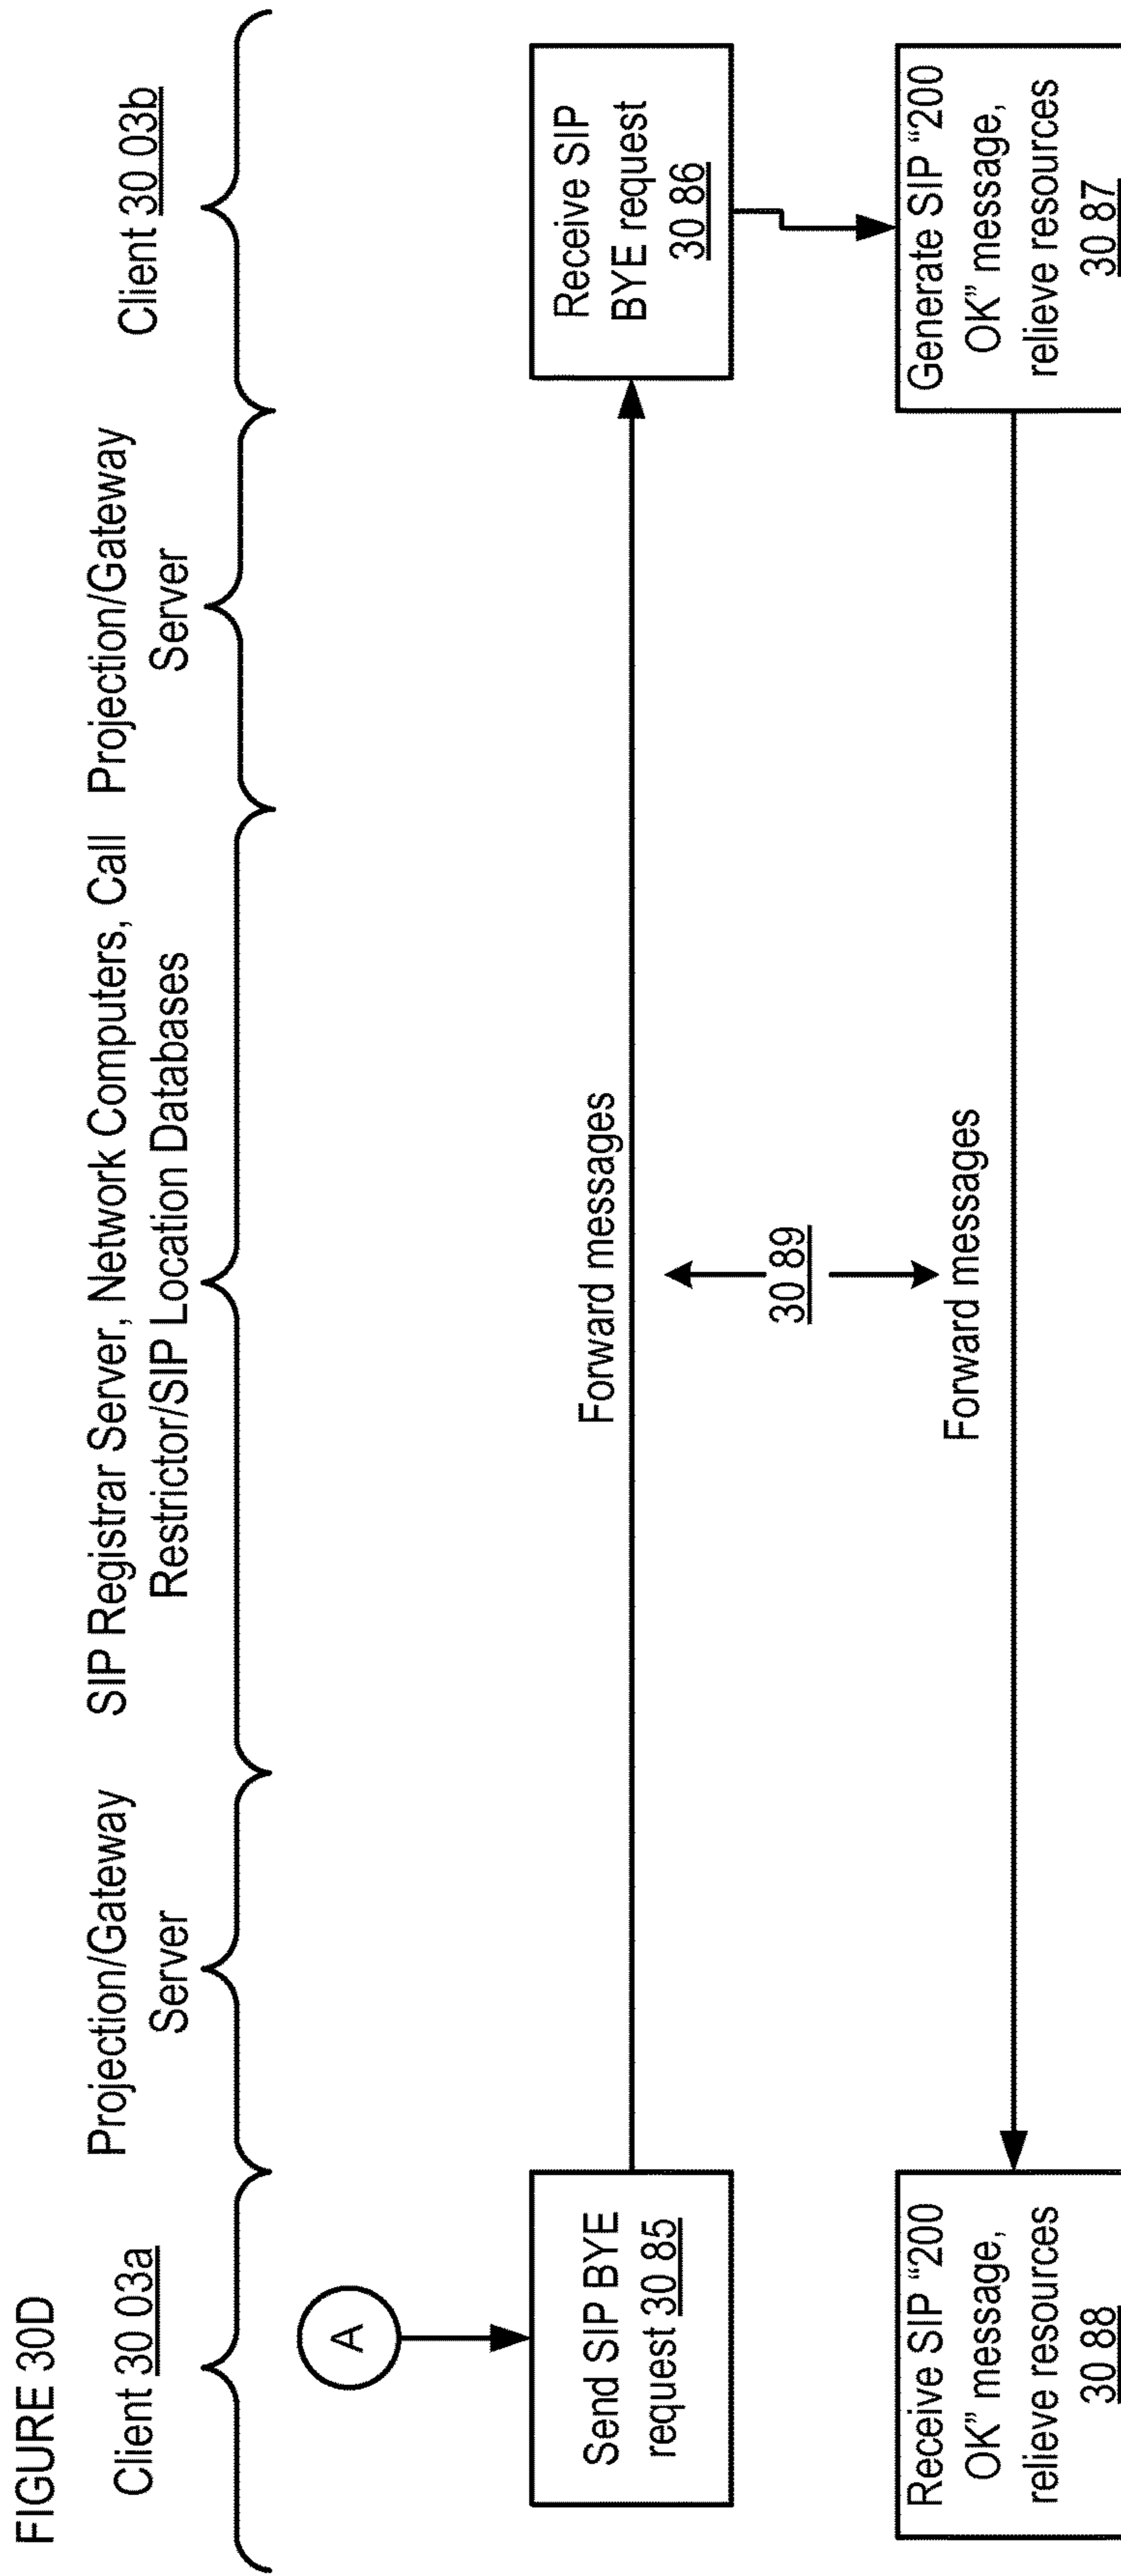 FIGURE 30D
Client 30 03a
Projection/Gateway
Server
SIP Registrar Server, Network Computers, Call
Restrictor/SIP Location Databases
Projection/Gateway
Server
Client 30 03b
A
Send SIP BYE
request 30 85
Forward messages
Receive SIP
BYE request
30 86
30 89
Receive SIP “200
OK” message,
relieve resources
30 88
Forward messages
Generate SIP “200
OK” message,
relieve resources
30 87